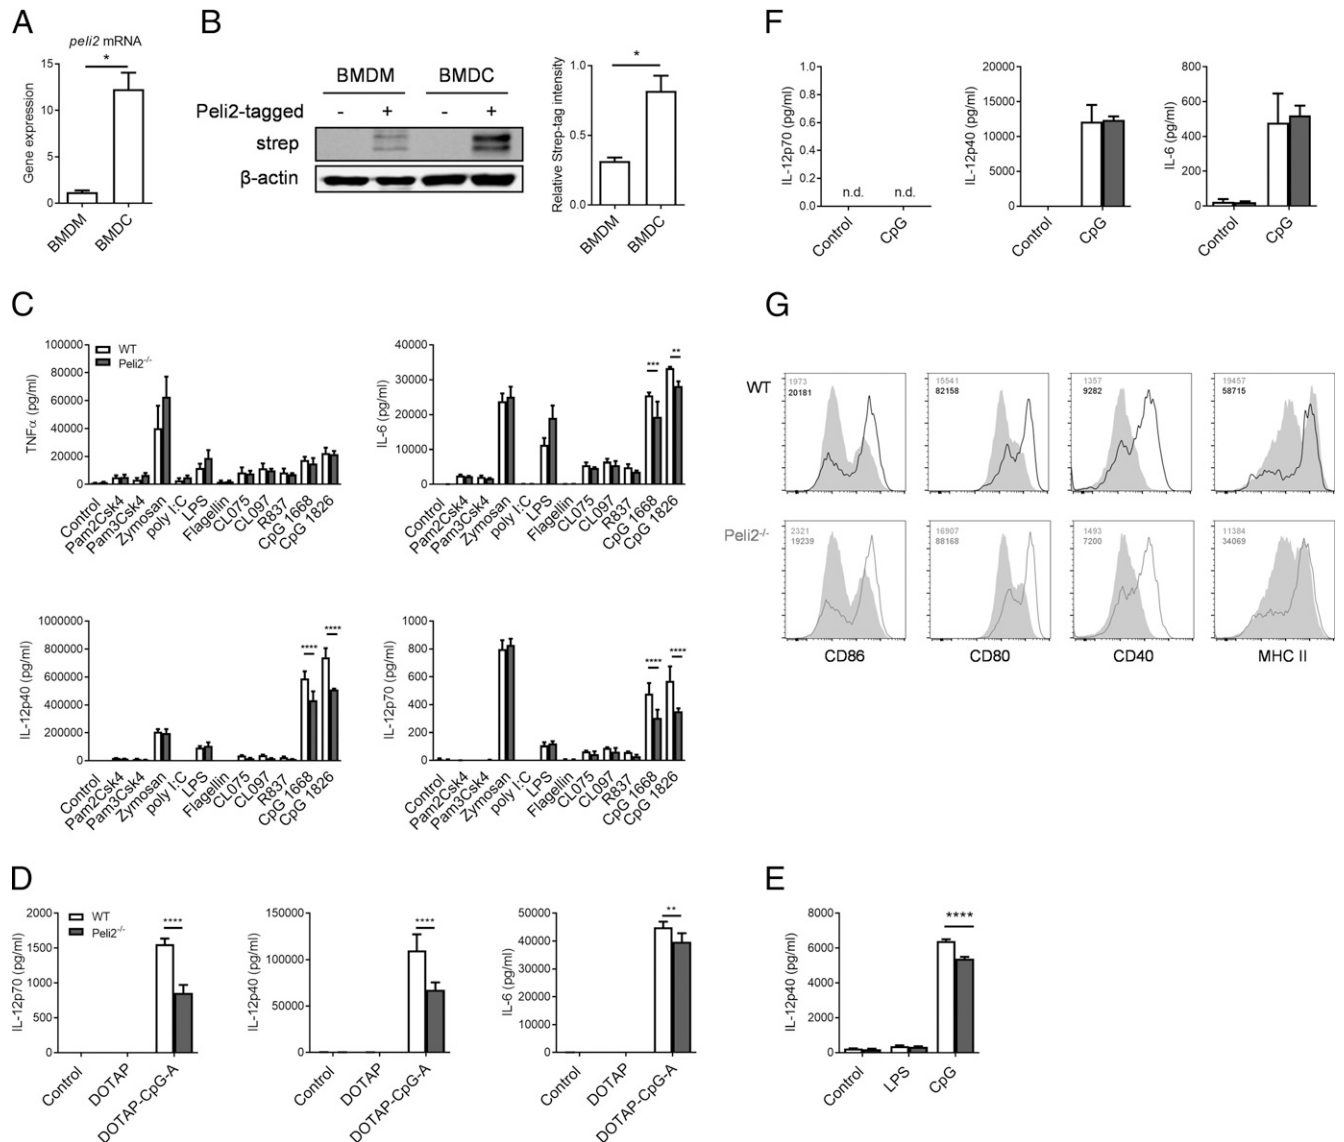 A
peli2 mRNA
*
Gene expression
15
10
5
0
BMDM
BMDC
B
BMDM
BMDC
Peli2-tagged
-
+
-
+
strep
β-actin
*
Relative Strep-tag intensity
1.0
0.5
0.0
BMDM
BMDC
F
IL-12p70 (pg/ml)
1.0
0.8
0.6
0.4
0.2
0.0
n.d.
n.d.
Control
CpG
IL-12p40 (pg/ml)
20000
15000
10000
5000
0
Control
CpG
IL-6 (pg/ml)
800
600
400
200
0
Control
CpG
C
TNFα (pg/ml)
100000
80000
60000
40000
20000
0
WT
Peli2-/-
Control
Pam2Csk4
Pam3Csk4
Zymosan
poly I:C
LPS
Flagellin
CL075
CL097
R837
CpG 1668
CpG 1826
IL-6 (pg/ml)
40000
30000
20000
10000
0
***
**
Control
Pam2Csk4
Pam3Csk4
Zymosan
poly I:C
LPS
Flagellin
CL075
CL097
R837
CpG 1668
CpG 1826
IL-12p40 (pg/ml)
1000000
800000
600000
400000
200000
0
****
****
Control
Pam2Csk4
Pam3Csk4
Zymosan
poly I:C
LPS
Flagellin
CL075
CL097
R837
CpG 1668
CpG 1826
IL-12p70 (pg/ml)
1000
800
600
400
200
0
****
****
Control
Pam2Csk4
Pam3Csk4
Zymosan
poly I:C
LPS
Flagellin
CL075
CL097
R837
CpG 1668
CpG 1826
G
WT
1973
20181
15541
82158
1357
9282
19457
58715
Peli2-/-
2321
19239
16907
88168
1493
7200
11384
34069
CD86
CD80
CD40
MHC II
D
IL-12p70 (pg/ml)
2000
1500
1000
500
0
WT
Peli2-/-
****
Control
DOTAP
DOTAP-CpG-A
IL-12p40 (pg/ml)
150000
100000
50000
0
****
Control
DOTAP
DOTAP-CpG-A
IL-6 (pg/ml)
50000
40000
30000
20000
10000
0
**
Control
DOTAP
DOTAP-CpG-A
E
IL-12p40 (pg/ml)
8000
6000
4000
2000
0
****
Control
LPS
CpG